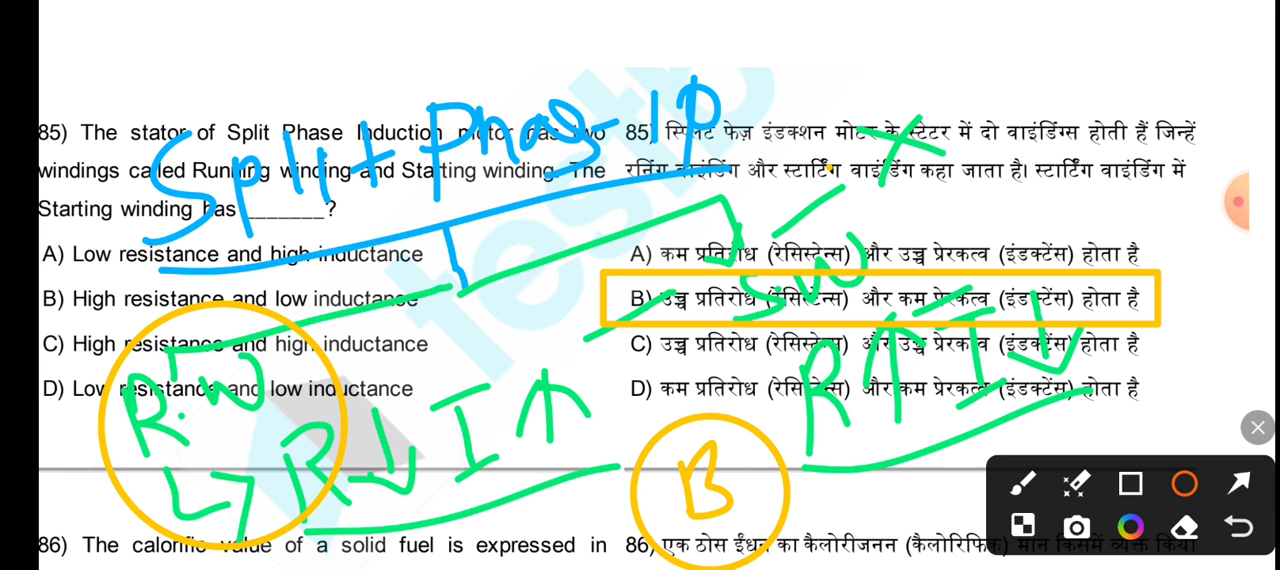 85) The stator of Split Phase Induction motor has two
windings called Running winding and Starting winding. The
Starting winding has _______?
A) Low resistance and high inductance
B) High resistance and low inductance
C) High resistance and high inductance
D) Low resistance and low inductance
85) स्प्लिट फेज़ इंडक्शन मोटर के स्टेटर में दो वाइंडिंग्स होती हैं जिन्हें
रनिंग वाइंडिंग और स्टार्टिंग वाइंडिंग कहा जाता है। स्टार्टिंग वाइंडिंग में
A) कम प्रतिरोध (रेसिस्टेन्स) और उच्च प्रेरकत्व (इंडक्टेंस) होता है
B) उच्च प्रतिरोध (रेसिस्टेन्स) और कम प्रेरकत्व (इंडक्टेंस) होता है
C) उच्च प्रतिरोध (रेसिस्टेन्स) और उच्च प्रेरकत्व (इंडक्टेंस) होता है
D) कम प्रतिरोध (रेसिस्टेन्स) और कम प्रेरकत्व (इंडक्टेंस) होता है
Split Phas 1P
S.W
R↑ I↓
R.W
R.↓ I↑
B
86) The calorific value of a solid fuel is expressed in
86) एक ठोस ईंधन का कैलोरीजनन (कैलोरिफिक) मान किसमें व्यक्त किया
testb